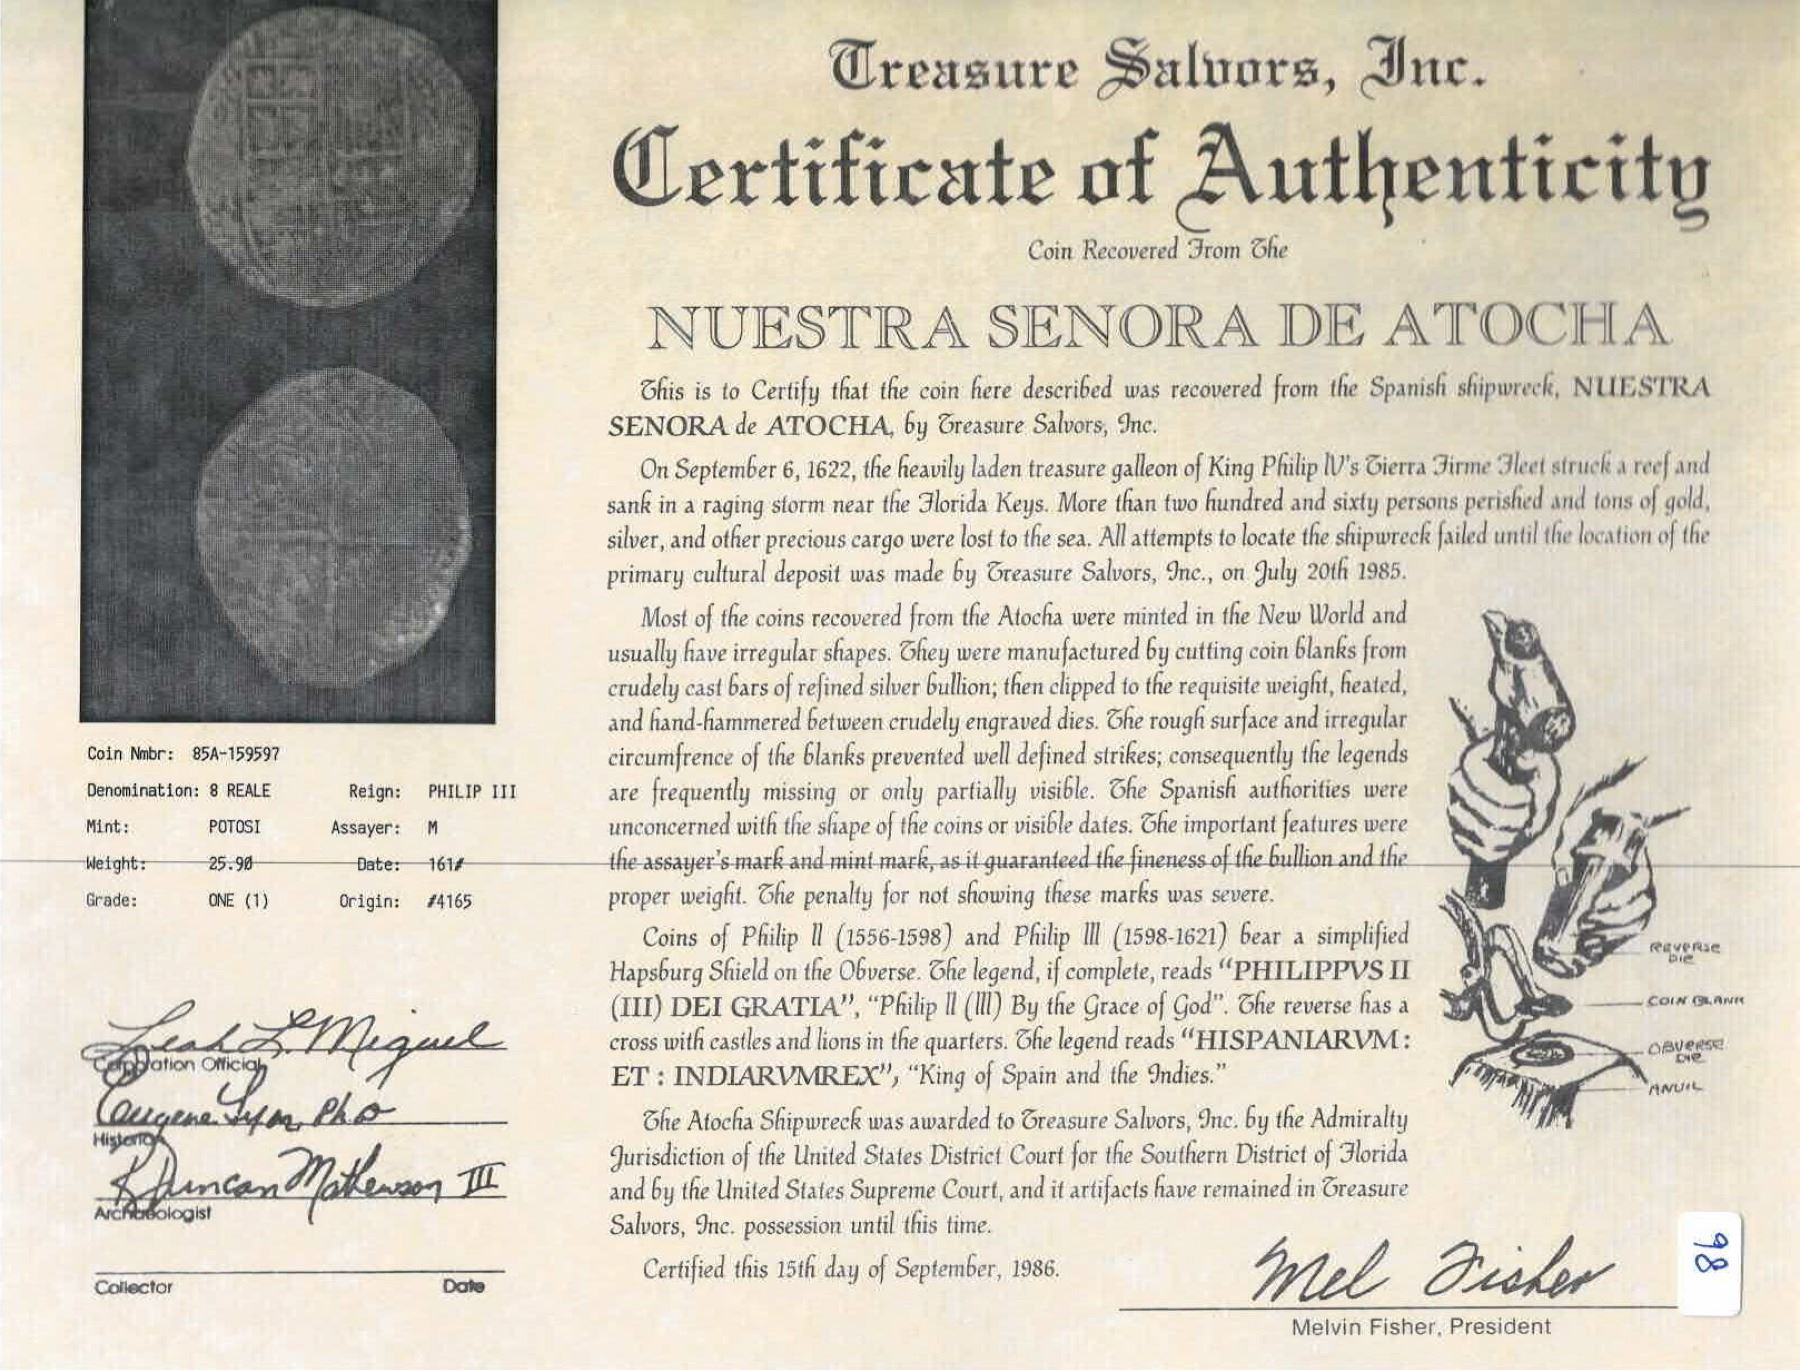 Treasure Salvors, Inc.
Certificate of Authenticity
Coin Recovered From The
NUESTRA SENORA DE ATOCHA
This is to Certify that the coin here described was recovered from the Spanish shipwreck, NUESTRA
SENORA de ATOCHA, by Treasure Salvors, Inc.
On September 6, 1622, the heavily laden treasure galleon of King Philip IV's Tierra Firme Fleet struck a reef and
sank in a raging storm near the Florida Keys. More than two hundred and sixty persons perished and tons of gold,
silver, and other precious cargo were lost to the sea. All attempts to locate the shipwreck failed until the location of the
primary cultural deposit was made by Treasure Salvors, Inc., on July 20th 1985.
Most of the coins recovered from the Atocha were minted in the New World and
usually have irregular shapes. They were manufactured by cutting coin blanks from
crudely cast bars of refined silver bullion; then clipped to the requisite weight, heated,
and hand-hammered between crudely engraved dies. The rough surface and irregular
circumfrence of the blanks prevented well defined strikes; consequently the legends
are frequently missing or only partially visible. The Spanish authorities were
unconcerned with the shape of the coins or visible dates. The important features were
the assayer's mark and mint mark, as it guaranteed the fineness of the bullion and the
proper weight. The penalty for not showing these marks was severe.
Coins of Philip II (1556-1598) and Philip III (1598-1621) bear a simplified
Hapsburg Shield on the Obverse. The legend, if complete, reads "PHILIPPVS II
(III) DEI GRATIA", "Philip II (III) By the Grace of God". The reverse has a
cross with castles and lions in the quarters. The legend reads "HISPANIARVM :
ET : INDIARVMREX", "King of Spain and the Indies."
The Atocha Shipwreck was awarded to Treasure Salvors, Inc. by the Admiralty
Jurisdiction of the United States District Court for the Southern District of Florida
and by the United States Supreme Court, and it artifacts have remained in Treasure
Salvors, Inc. possession until this time.
Certified this 15th day of September, 1986.
Mel Fisher
Melvin Fisher, President
REVERSE
DIE
COIN BLANK
OBVERSE
DIE
ANVIL
98
Coin Nmbr: 85A-159597
Denomination: 8 REALE Reign: PHILIP III
Mint: POTOSI Assayer: M
Weight: 25.90 Date: 161#
Grade: ONE (1) Origin: #4165
Leah L. Miguel
Corporation Official
Eugene Lyon, Ph D
Historian
R Duncan Mathewson III
Archaeologist
Collector Date